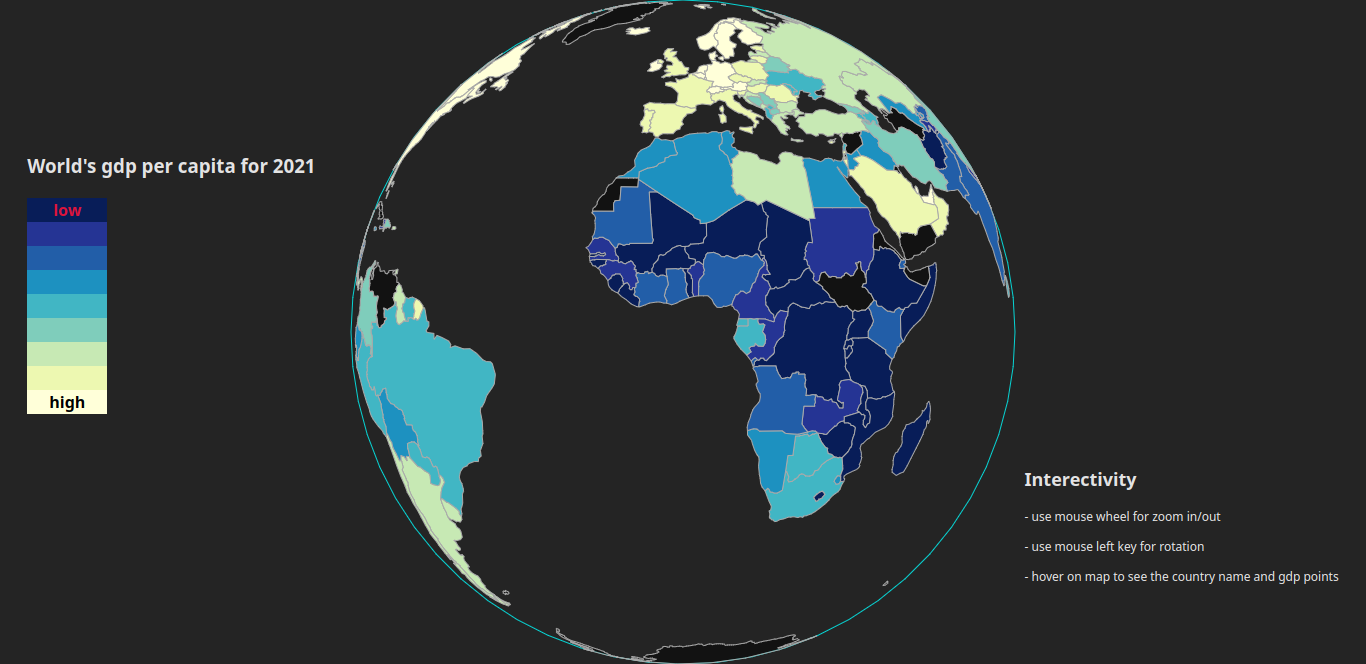 World's gdp per capita for 2021
low
high
Interectivity
- use mouse wheel for zoom in/out
- use mouse left key for rotation
- hover on map to see the country name and gdp points